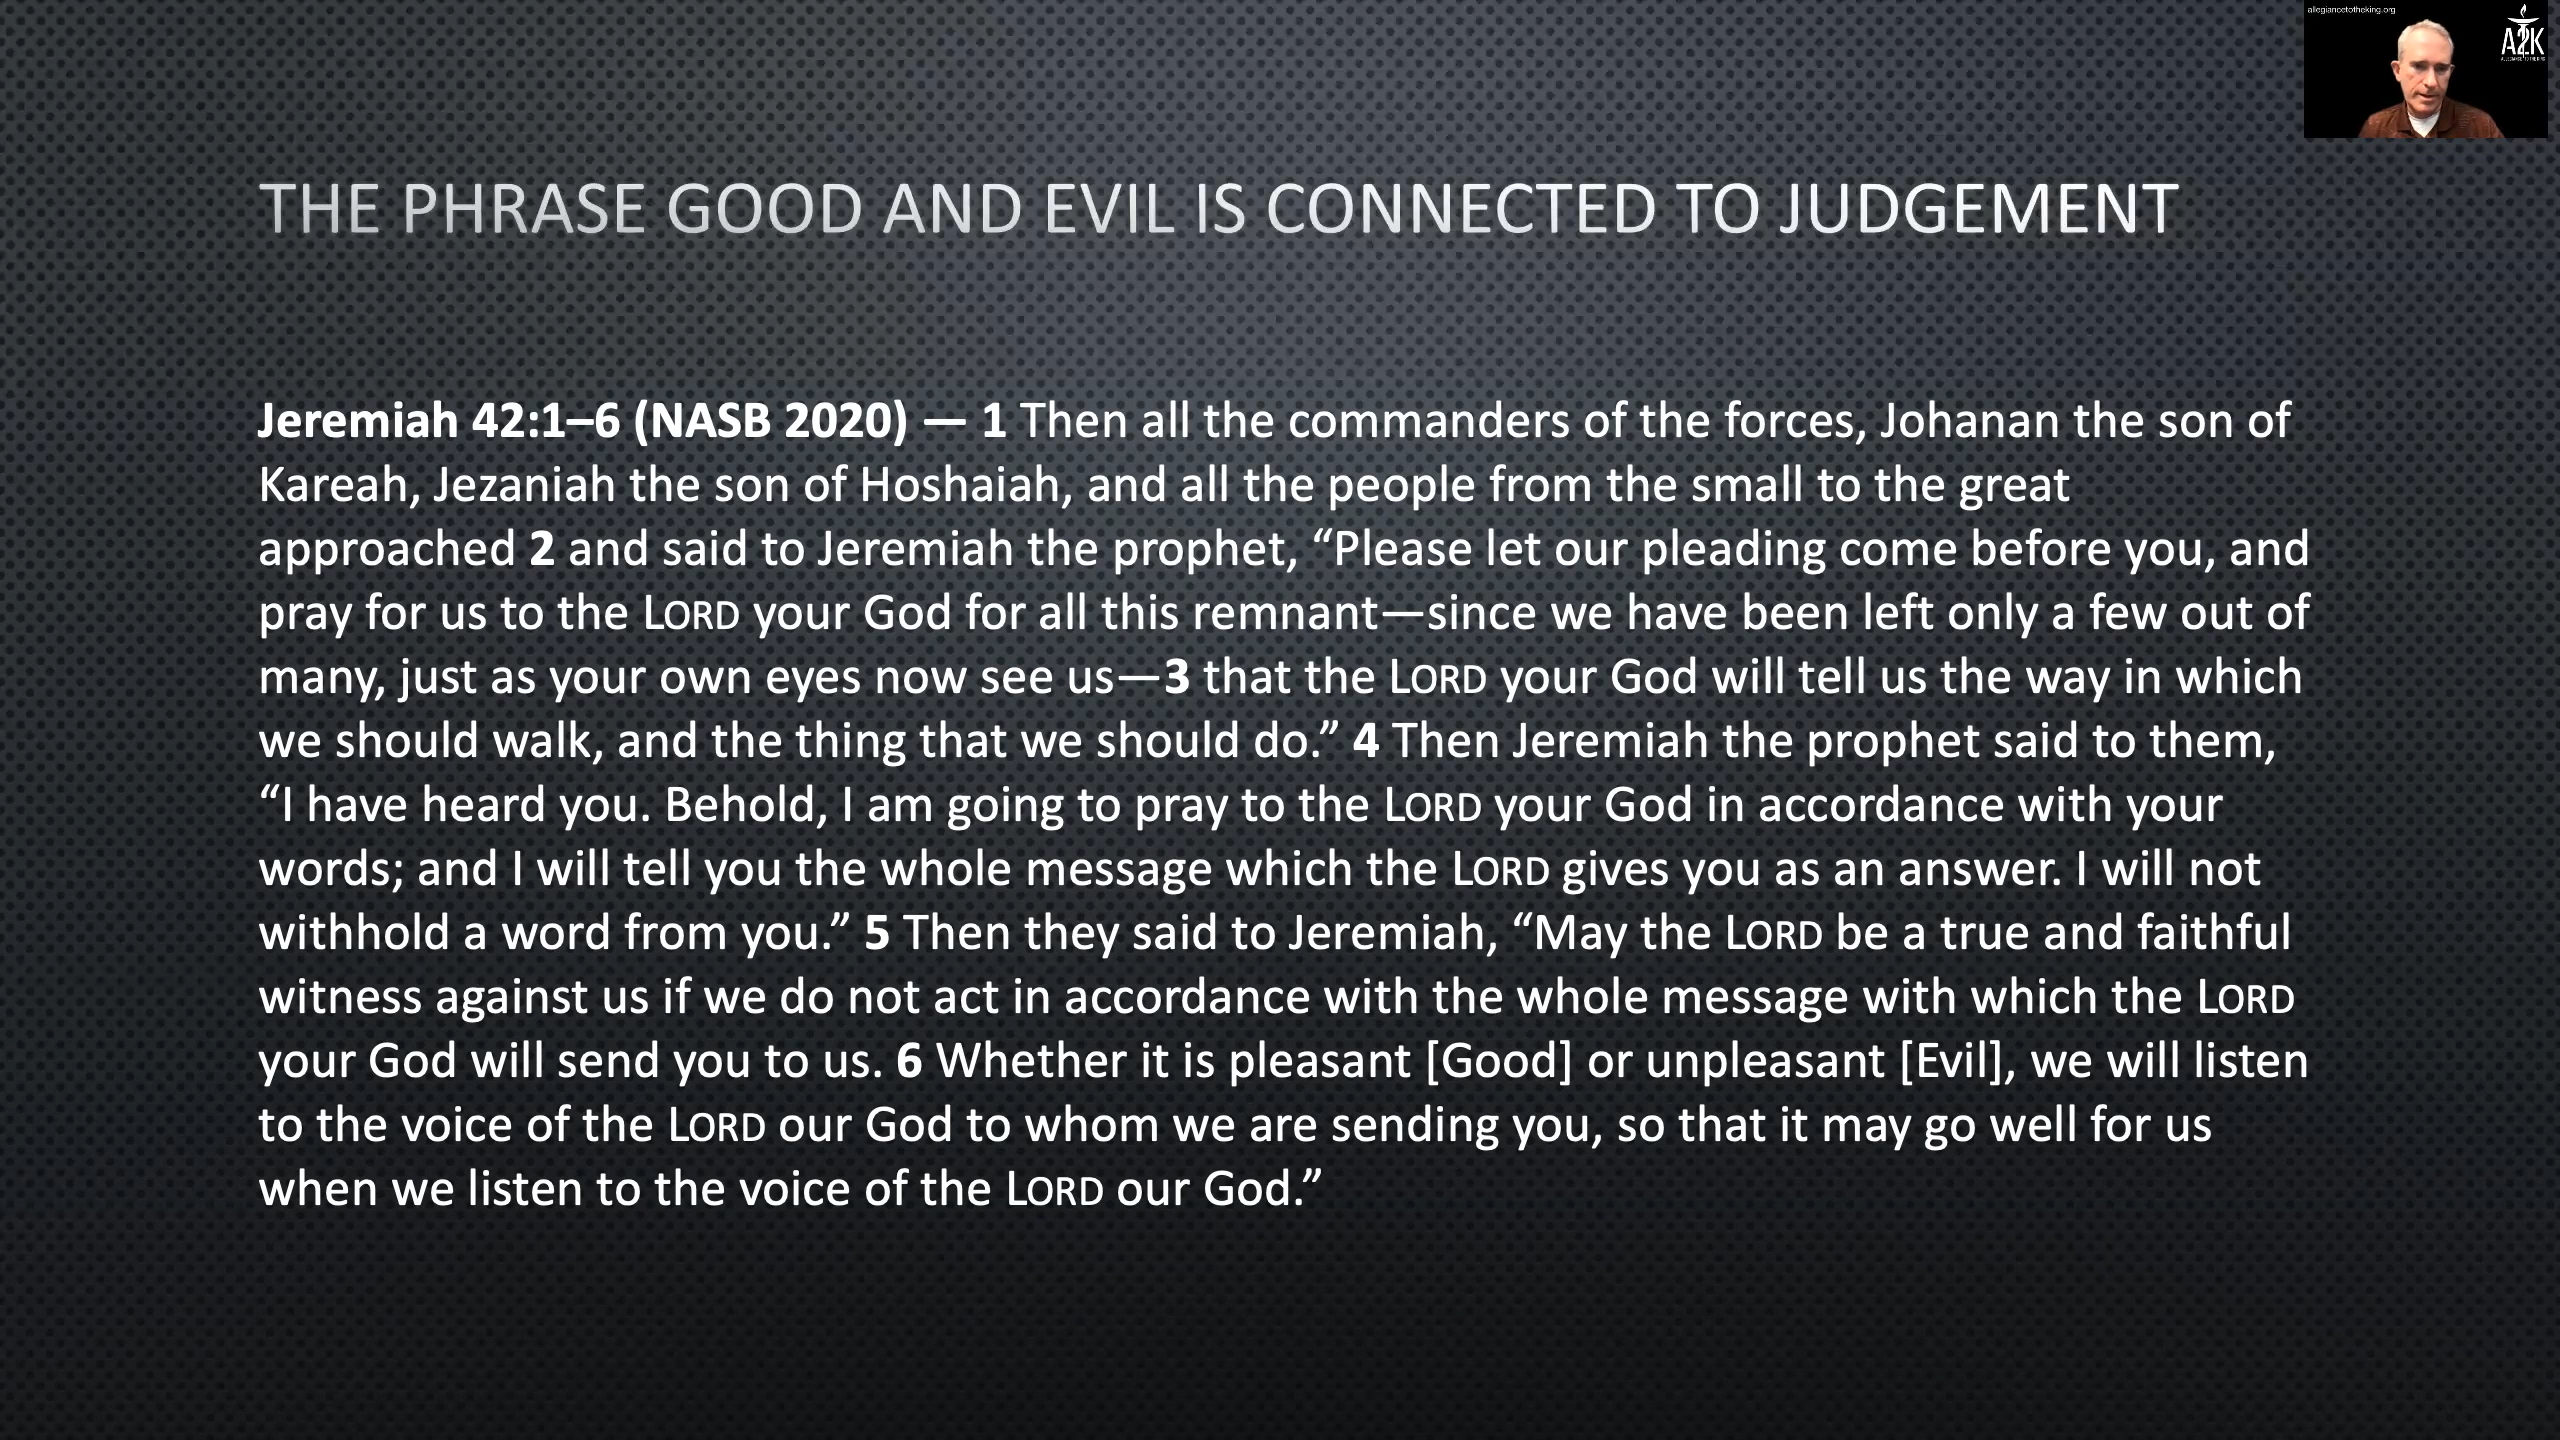 allegiancetotheking.org
A2K
THE PHRASE GOOD AND EVIL IS CONNECTED TO JUDGEMENT
Jeremiah 42:1–6 (NASB 2020) — 1 Then all the commanders of the forces, Johanan the son of
Kareah, Jezaniah the son of Hoshaiah, and all the people from the small to the great
approached 2 and said to Jeremiah the prophet, “Please let our pleading come before you, and
pray for us to the LORD your God for all this remnant—since we have been left only a few out of
many, just as your own eyes now see us—3 that the LORD your God will tell us the way in which
we should walk, and the thing that we should do.” 4 Then Jeremiah the prophet said to them,
“I have heard you. Behold, I am going to pray to the LORD your God in accordance with your
words; and I will tell you the whole message which the LORD gives you as an answer. I will not
withhold a word from you.” 5 Then they said to Jeremiah, “May the LORD be a true and faithful
witness against us if we do not act in accordance with the whole message with which the LORD
your God will send you to us. 6 Whether it is pleasant [Good] or unpleasant [Evil], we will listen
to the voice of the LORD our God to whom we are sending you, so that it may go well for us
when we listen to the voice of the LORD our God.”